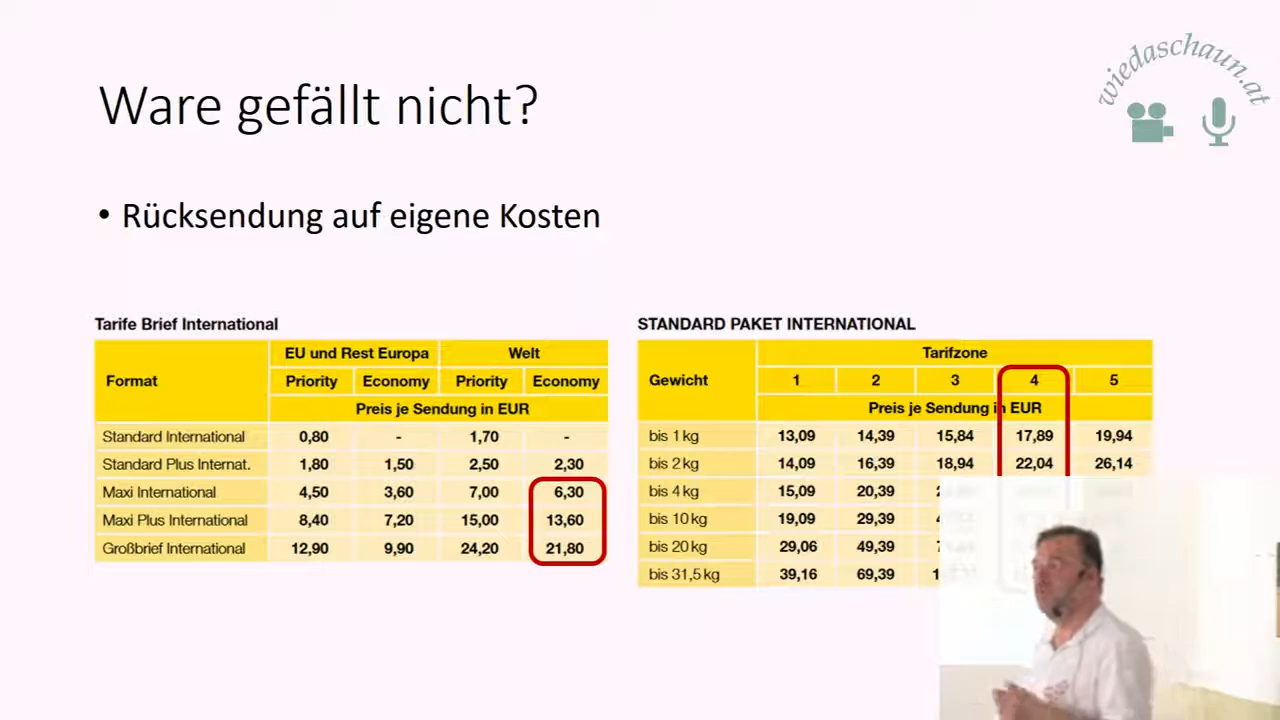 wiedaschaun.at
Ware gefällt nicht?
• Rücksendung auf eigene Kosten
Tarife Brief International
Format EU und Rest Europa Welt
Priority Economy Priority Economy
Preis je Sendung in EUR
Standard International 0,80 - 1,70 -
Standard Plus Internat. 1,80 1,50 2,50 2,30
Maxi International 4,50 3,60 7,00 6,30
Maxi Plus International 8,40 7,20 15,00 13,60
Großbrief International 12,90 9,90 24,20 21,80
STANDARD PAKET INTERNATIONAL
Gewicht Tarifzone
1 2 3 4 5
Preis je Sendung in EUR
bis 1 kg 13,09 14,39 15,84 17,89 19,94
bis 2 kg 14,09 16,39 18,94 22,04 26,14
bis 4 kg 15,09 20,39
bis 10 kg 19,09 29,39
bis 20 kg 29,06 49,39
bis 31,5 kg 39,16 69,39